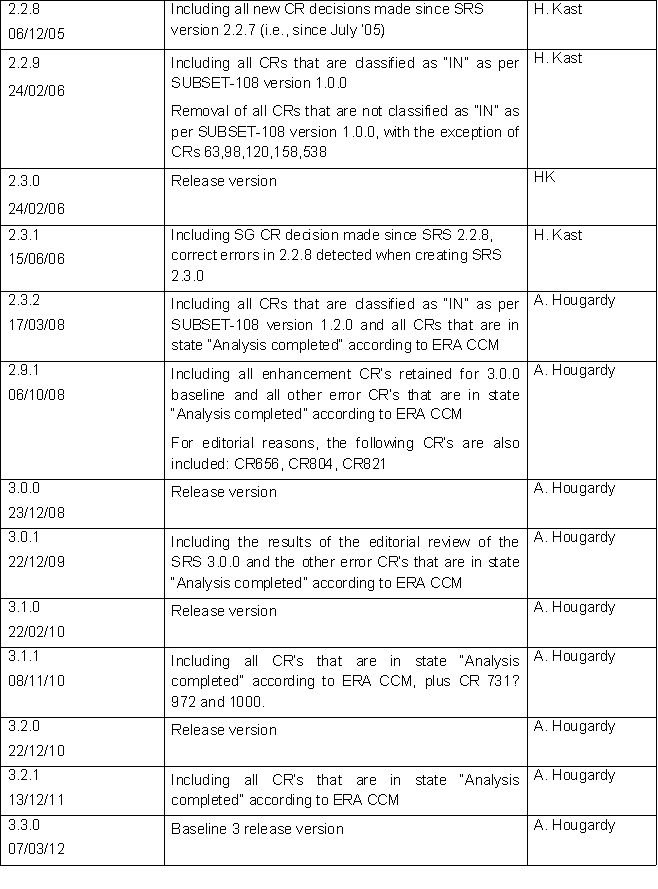 2.2.8
06/12/05
Including all new CR decisions made since SRS
version 2.2.7 (i.e., since July ’05)
H. Kast
2.2.9
24/02/06
Including all CRs that are classified as “IN” as per
SUBSET-108 version 1.0.0
Removal of all CRs that are not classified as “IN” as
per SUBSET-108 version 1.0.0, with the exception of
CRs 63,98,120,158,538
H. Kast
2.3.0
24/02/06
Release version
HK
2.3.1
15/06/06
Including SG CR decision made since SRS 2.2.8,
correct errors in 2.2.8 detected when creating SRS
2.3.0
H. Kast
2.3.2
17/03/08
Including all CRs that are classified as “IN” as per
SUBSET-108 version 1.2.0 and all CRs that are in
state “Analysis completed” according to ERA CCM
A. Hougardy
2.9.1
06/10/08
Including all enhancement CR’s retained for 3.0.0
baseline and all other error CR’s that are in state
“Analysis completed” according to ERA CCM
For editorial reasons, the following CR’s are also
included: CR656, CR804, CR821
A. Hougardy
3.0.0
23/12/08
Release version
A. Hougardy
3.0.1
22/12/09
Including the results of the editorial review of the
SRS 3.0.0 and the other error CR’s that are in state
“Analysis completed” according to ERA CCM
A. Hougardy
3.1.0
22/02/10
Release version
A. Hougardy
3.1.1
08/11/10
Including all CR’s that are in state “Analysis
completed” according to ERA CCM, plus CR 731?
972 and 1000.
A. Hougardy
3.2.0
22/12/10
Release version
A. Hougardy
3.2.1
13/12/11
Including all CR’s that are in state “Analysis
completed” according to ERA CCM
A. Hougardy
3.3.0
07/03/12
Baseline 3 release version
A. Hougardy